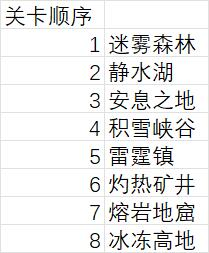 关卡顺序
1 迷雾森林
2 静水湖
3 安息之地
4 积雪峡谷
5 雷霆镇
6 灼热矿井
7 熔岩地窟
8 冰冻高地